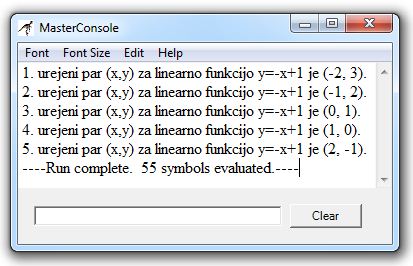 MasterConsole
Font Font Size Edit Help
1. urejeni par (x,y) za linearno funkcijo y=-x+1 je (-2, 3).
2. urejeni par (x,y) za linearno funkcijo y=-x+1 je (-1, 2).
3. urejeni par (x,y) za linearno funkcijo y=-x+1 je (0, 1).
4. urejeni par (x,y) za linearno funkcijo y=-x+1 je (1, 0).
5. urejeni par (x,y) za linearno funkcijo y=-x+1 je (2, -1).
----Run complete.  55 symbols evaluated.----
Clear